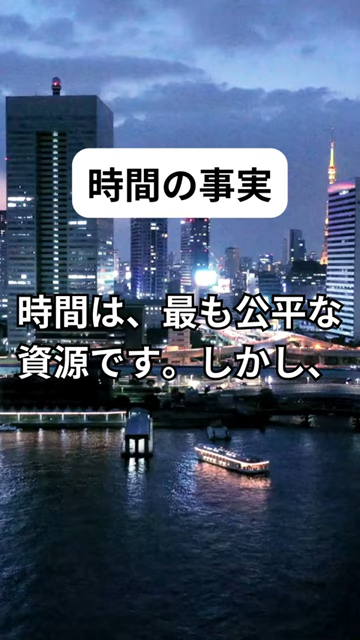 時間の事実
時間は、最も公平な
資源です。しかし、